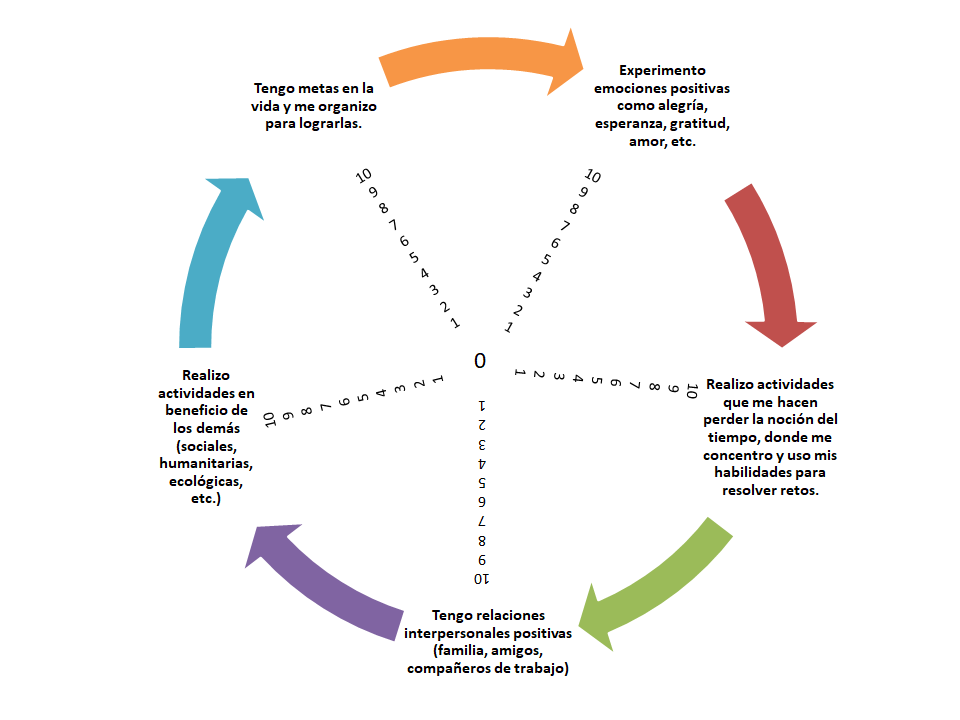 Tengo metas en la
vida y me organizo
para lograrlas.
Experimento
emociones positivas
como alegría,
esperanza, gratitud,
amor, etc.
10
9
8
7
6
5
4
3
2
1
10
9
8
7
6
5
4
3
2
1
0
Realizo
actividades en
beneficio de
los demás
(sociales,
humanitarias,
ecológicas,
etc.)
10 9 8 7 6 5 4 3 2 1
1 2 3 4 5 6 7 8 9 10
Realizo actividades
que me hacen
perder la noción del
tiempo, donde me
concentro y uso mis
habilidades para
resolver retos.
1
2
3
4
5
6
7
8
9
10
Tengo relaciones
interpersonales positivas
(familia, amigos,
compañeros de trabajo)